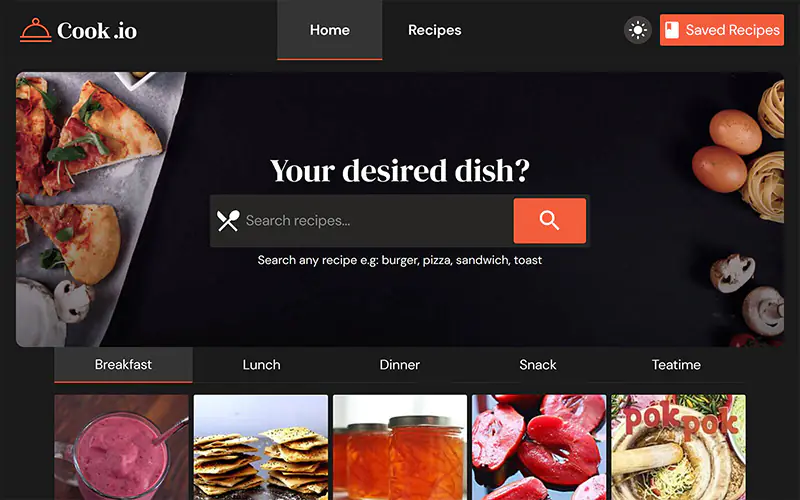 Cook.io
Home
Recipes
Saved Recipes
Your desired dish?
Search recipes...
Search any recipe e.g: burger, pizza, sandwich, toast
Breakfast
Lunch
Dinner
Snack
Teatime
pok pok